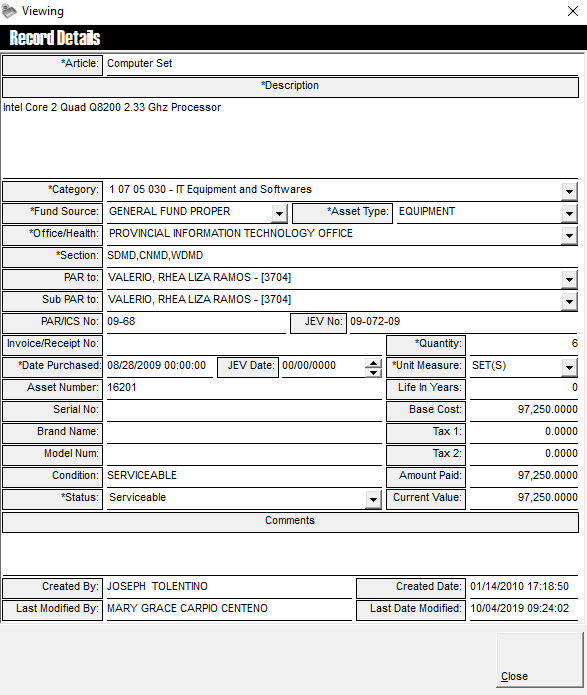 Viewing
Record Details
*Article: Computer Set
*Description
Intel Core 2 Quad Q8200 2.33 Ghz Processor
*Category: 1 07 05 030 - IT Equipment and Softwares
*Fund Source: GENERAL FUND PROPER *Asset Type: EQUIPMENT
*Office/Health: PROVINCIAL INFORMATION TECHNOLOGY OFFICE
*Section: SDMD,CNMD,WDMD
PAR to: VALERIO, RHEA LIZA RAMOS - [3704]
Sub PAR to: VALERIO, RHEA LIZA RAMOS - [3704]
PAR/ICS No: 09-68 JEV No: 09-072-09
Invoice/Receipt No: *Quantity: 6
*Date Purchased: 08/28/2009 00:00:00 JEV Date: 00/00/0000 *Unit Measure: SET(S)
Asset Number: 16201 Life In Years: 0
Serial No: Base Cost: 97,250.0000
Brand Name: Tax 1: 0.0000
Model Num: Tax 2: 0.0000
Condition: SERVICEABLE Amount Paid: 97,250.0000
*Status: Serviceable Current Value: 97,250.0000
Comments
Created By: JOSEPH TOLENTINO Created Date: 01/14/2010 17:18:50
Last Modified By: MARY GRACE CARPIO CENTENO Last Date Modified: 10/04/2019 09:24:02
Close